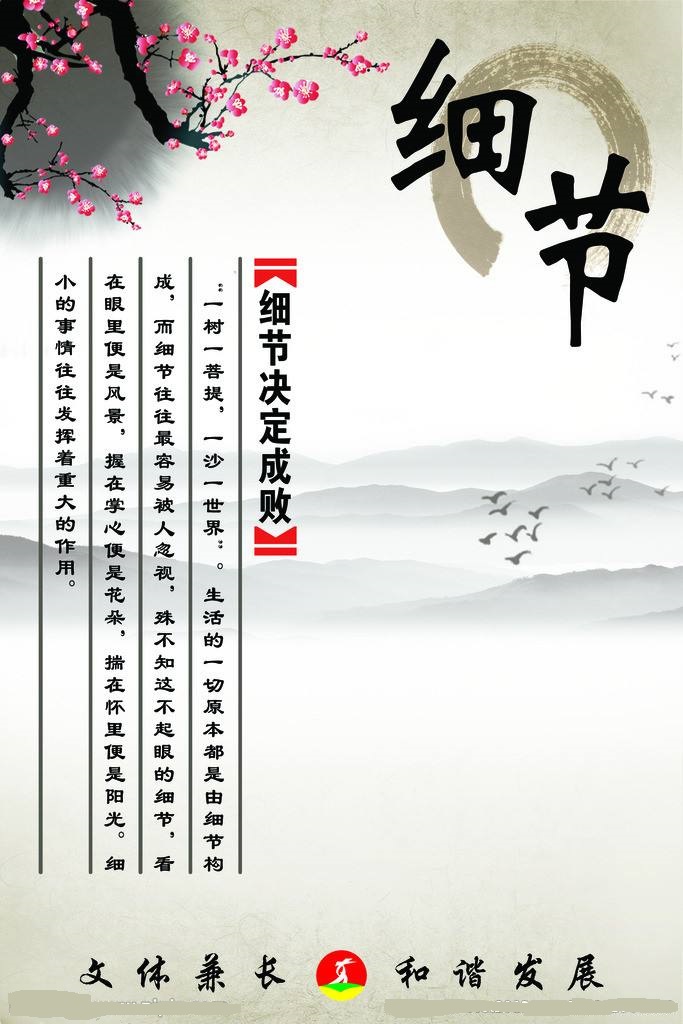 细节
【细节决定成败】
“一树一菩提，一沙一世界”。生活的一切原本都是由细节构
成，而细节往往最容易被人忽视，殊不知这不起眼的细节，看
在眼里便是风景，握在掌心便是花朵，揣在怀里便是阳光。细
小的事情往往发挥着重大的作用。
文体兼长 和谐发展